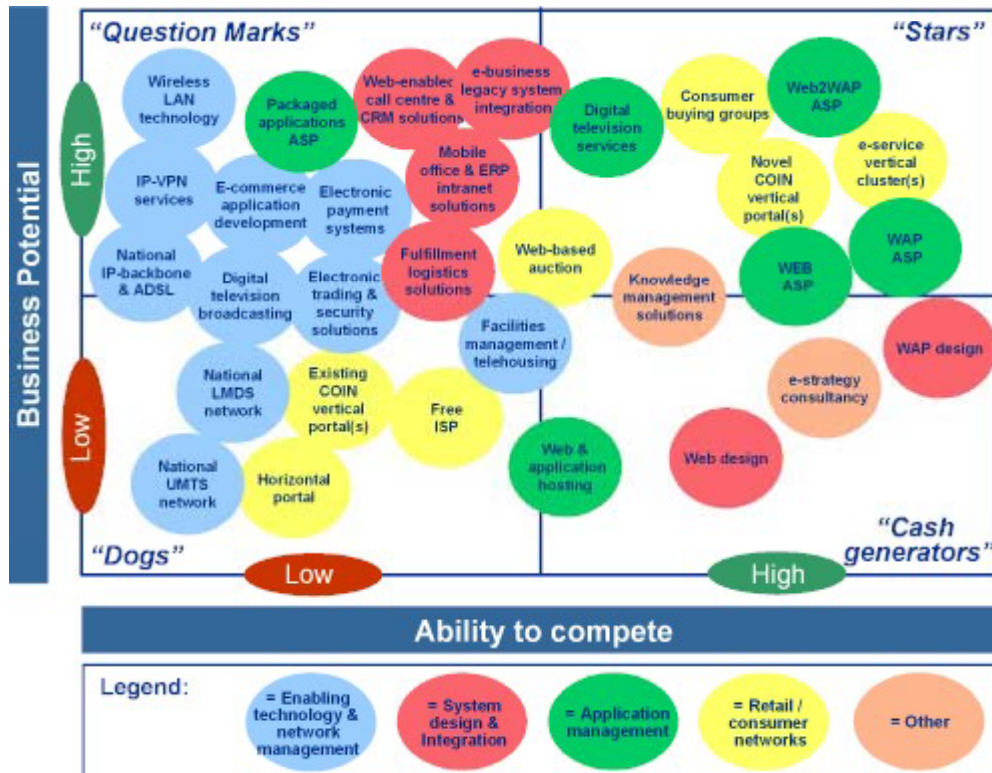 "Question Marks"
"Stars"
Wireless
LAN
technology
Packaged
applications
ASP
Web-enabled
call centre &
CRM solutions
e-business
legacy system
integration
Digital
television
services
Consumer
buying groups
Web2WAP
ASP
e-service
vertical
cluster(s)
IP-VPN
services
E-commerce
application
development
Electronic
payment
systems
Mobile
office & ERP
intranet
solutions
Novel
COIN
vertical
portal(s)
National
IP-backbone
& ADSL
Digital
television
broadcasting
Electronic
trading &
security
solutions
Fulfillment
logistics
solutions
Web-based
auction
Knowledge
management
solutions
WEB
ASP
WAP
ASP
Facilities
management /
telehousing
WAP design
National
LMDS
network
Existing
COIN
vertical
portal(s)
Free
ISP
e-strategy
consultancy
National
UMTS
network
Horizontal
portal
Web &
application
hosting
Web design
"Dogs"
"Cash
generators"
Business Potential
High
Low
Low
High
Ability to compete
Legend:
= Enabling
technology &
network
management
= System
design &
Integration
= Application
management
= Retail /
consumer
networks
= Other